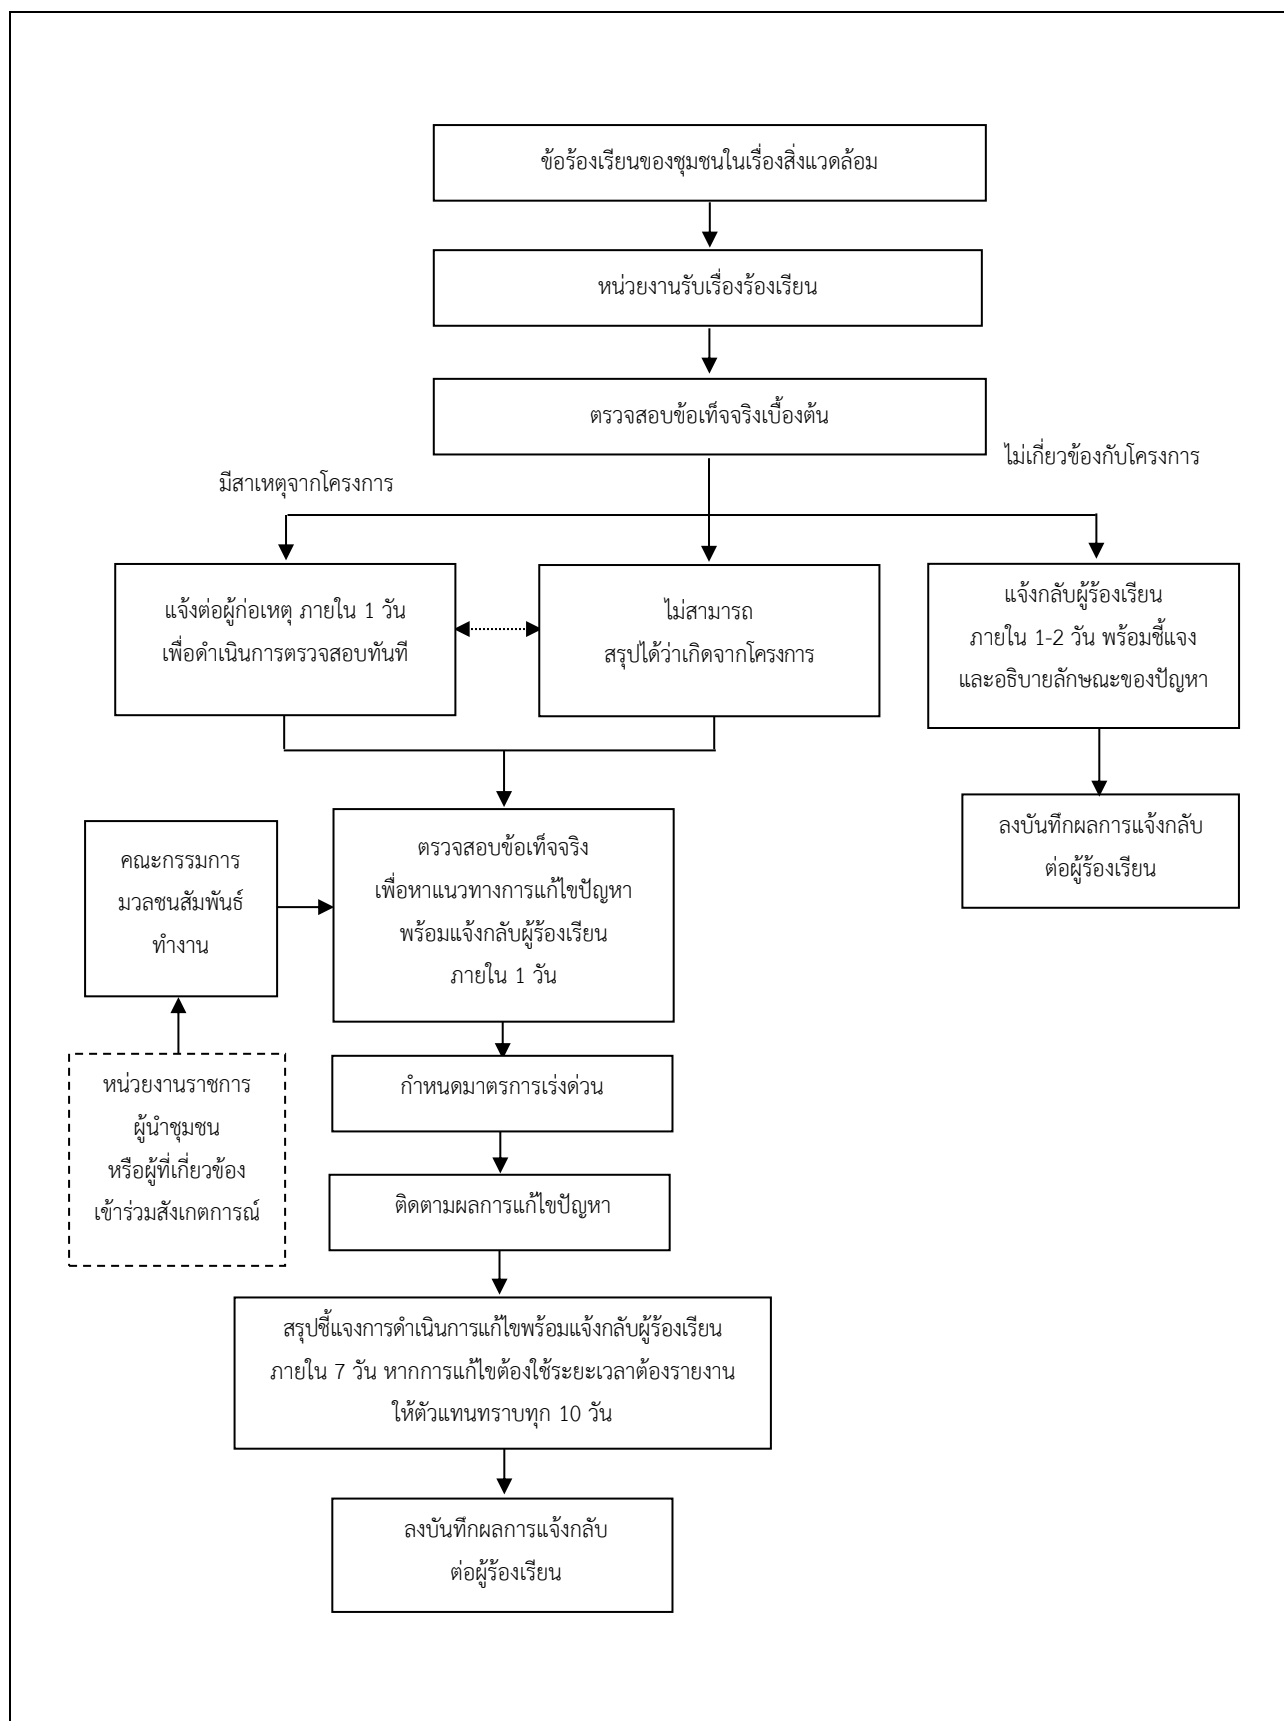 ข้อร้องเรียนของชุมชนในเรื่องสิ่งแวดล้อม
หน่วยงานรับเรื่องร้องเรียน
ตรวจสอบข้อเท็จจริงเบื้องต้น
ไม่เกี่ยวข้องกับโครงการ
มีสาเหตุจากโครงการ
แจ้งต่อผู้ก่อเหตุ ภายใน 1 วัน
เพื่อดำเนินการตรวจสอบทันที
ไม่สามารถ
สรุปได้ว่าเกิดจากโครงการ
แจ้งกลับผู้ร้องเรียน
ภายใน 1-2 วัน พร้อมชี้แจง
และอธิบายลักษณะของปัญหา
ลงบันทึกผลการแจ้งกลับ
ต่อผู้ร้องเรียน
คณะกรรมการ
มวลชนสัมพันธ์
ทำงาน
ตรวจสอบข้อเท็จจริง
เพื่อหาแนวทางการแก้ไขปัญหา
พร้อมแจ้งกลับผู้ร้องเรียน
ภายใน 1 วัน
หน่วยงานราชการ
ผู้นำชุมชน
หรือผู้ที่เกี่ยวข้อง
เข้าร่วมสังเกตการณ์
กำหนดมาตรการเร่งด่วน
ติดตามผลการแก้ไขปัญหา
สรุปชี้แจงการดำเนินการแก้ไขพร้อมแจ้งกลับผู้ร้องเรียน
ภายใน 7 วัน หากการแก้ไขต้องใช้ระยะเวลาต้องรายงาน
ให้ตัวแทนทราบทุก 10 วัน
ลงบันทึกผลการแจ้งกลับ
ต่อผู้ร้องเรียน